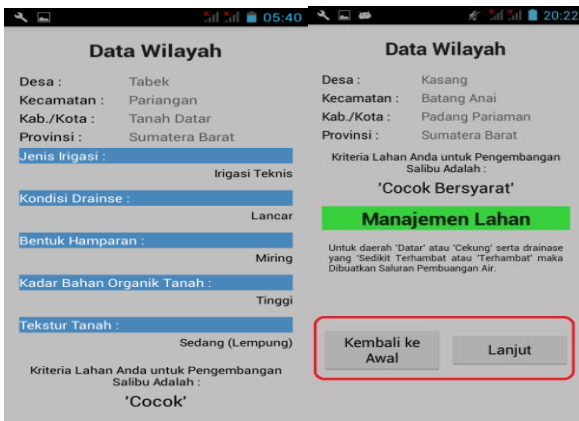 05:40
Data Wilayah
Desa : Tabek
Kecamatan : Pariangan
Kab./Kota : Tanah Datar
Provinsi : Sumatera Barat
Jenis Irigasi :
Irigasi Teknis
Kondisi Drainse :
Lancar
Bentuk Hamparan :
Miring
Kadar Bahan Organik Tanah :
Tinggi
Tekstur Tanah :
Sedang (Lempung)
Kriteria Lahan Anda untuk Pengembangan
Salibu Adalah :
'Cocok'
20:22
Data Wilayah
Desa : Kasang
Kecamatan : Batang Anai
Kab./Kota : Padang Pariaman
Provinsi : Sumatera Barat
Kriteria Lahan Anda untuk Pengembangan
Salibu Adalah :
'Cocok Bersyarat'
Manajemen Lahan
Untuk daerah 'Datar' atau 'Cekung' serta drainase
yang 'Sedikit Terhambat atau 'Terhambat' maka
Dibuatkan Saluran Pembuangan Air.
Kembali ke
Awal
Lanjut